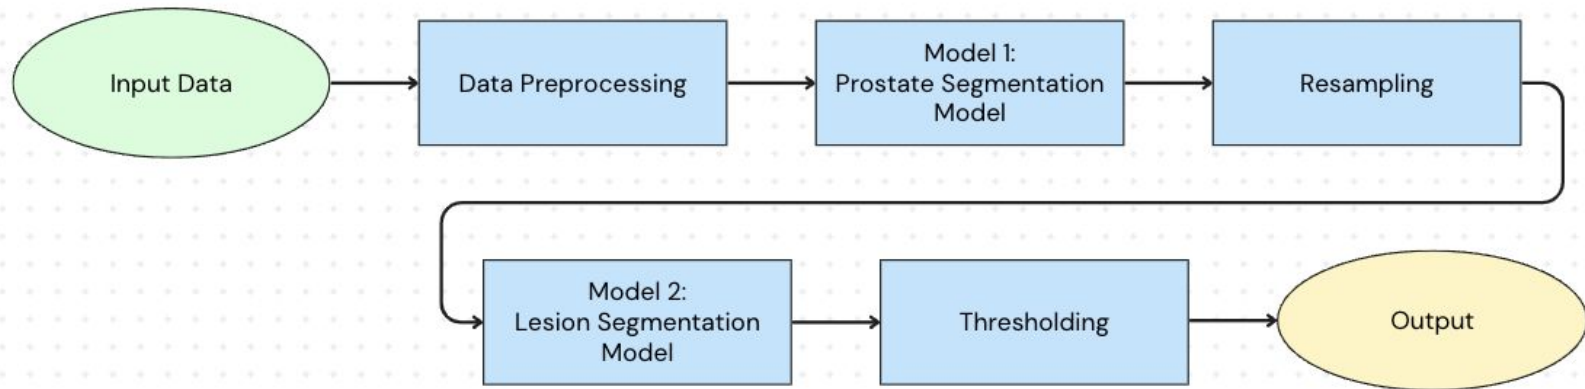 Input Data
Data Preprocessing
Model 1:
Prostate Segmentation
Model
Resampling
Model 2:
Lesion Segmentation
Model
Thresholding
Output